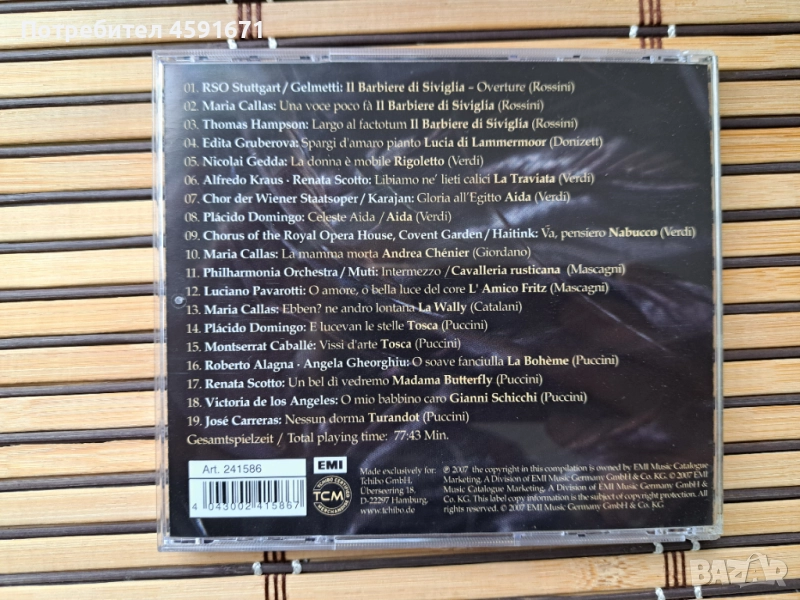 Потребител 4591671
01. RSO Stuttgart / Gelmetti: Il Barbiere di Siviglia – Overture (Rossini)
02. Maria Callas: Una voce poco fà Il Barbiere di Siviglia (Rossini)
03. Thomas Hampson: Largo al factotum Il Barbiere di Siviglia (Rossini)
04. Edita Gruberova: Spargi d'amaro pianto Lucia di Lammermoor (Donizett)
05. Nicolai Gedda: La donna è mobile Rigoletto (Verdi)
06. Alfredo Kraus · Renata Scotto: Libiamo ne' lieti calici La Traviata (Verdi)
07. Chor der Wiener Staatsoper / Karajan: Gloria all'Egitto Aida (Verdi)
08. Plácido Domingo: Celeste Aida / Aida (Verdi)
09. Chorus of the Royal Opera House, Covent Garden / Haitink: Va, pensiero Nabucco (Verdi)
10. Maria Callas: La mamma morta Andrea Chénier (Giordano)
11. Philharmonia Orchestra / Muti: Intermezzo / Cavalleria rusticana (Mascagni)
12. Luciano Pavarotti: O amore, ô bella luce del core L' Amico Fritz (Mascagni)
13. Maria Callas: Ebben? ne andro lontana La Wally (Catalani)
14. Plácido Domingo: E lucevan le stelle Tosca (Puccini)
15. Montserrat Caballé: Vissi d'arte Tosca (Puccini)
16. Roberto Alagna · Angela Gheorghiu: O soave fanciulla La Bohème (Puccini)
17. Renata Scotto: Un bel di vedremo Madama Butterfly (Puccini)
18. Victoria de los Angeles: O mio babbino caro Gianni Schicchi (Puccini)
19. José Carreras: Nessun dorma Turandot (Puccini)
Gesamtspielzeit / Total playing time: 77:43 Min.
Art. 241586
4 043002 415867
EMI
TCHIBO CERTIFIED
TCM
MERCHANDISE
Made exclusively for:
Tchibo GmbH,
Überseering 18,
D-22297 Hamburg.
www.tchibo.com
℗ 2007 the copyright in this compilation is owned by EMI Music Catalogue
Marketing. A Division of EMI Music Germany GmbH & Co. KG. © 2007 EMI
Music Catalogue Marketing. A Division of EMI Music Germany GmbH &
Co. KG. This label copy information is the subject of copyright protection. All
rights reserved. © 2007 EMI Music Germany GmbH & Co. KG
BAZAR.BG